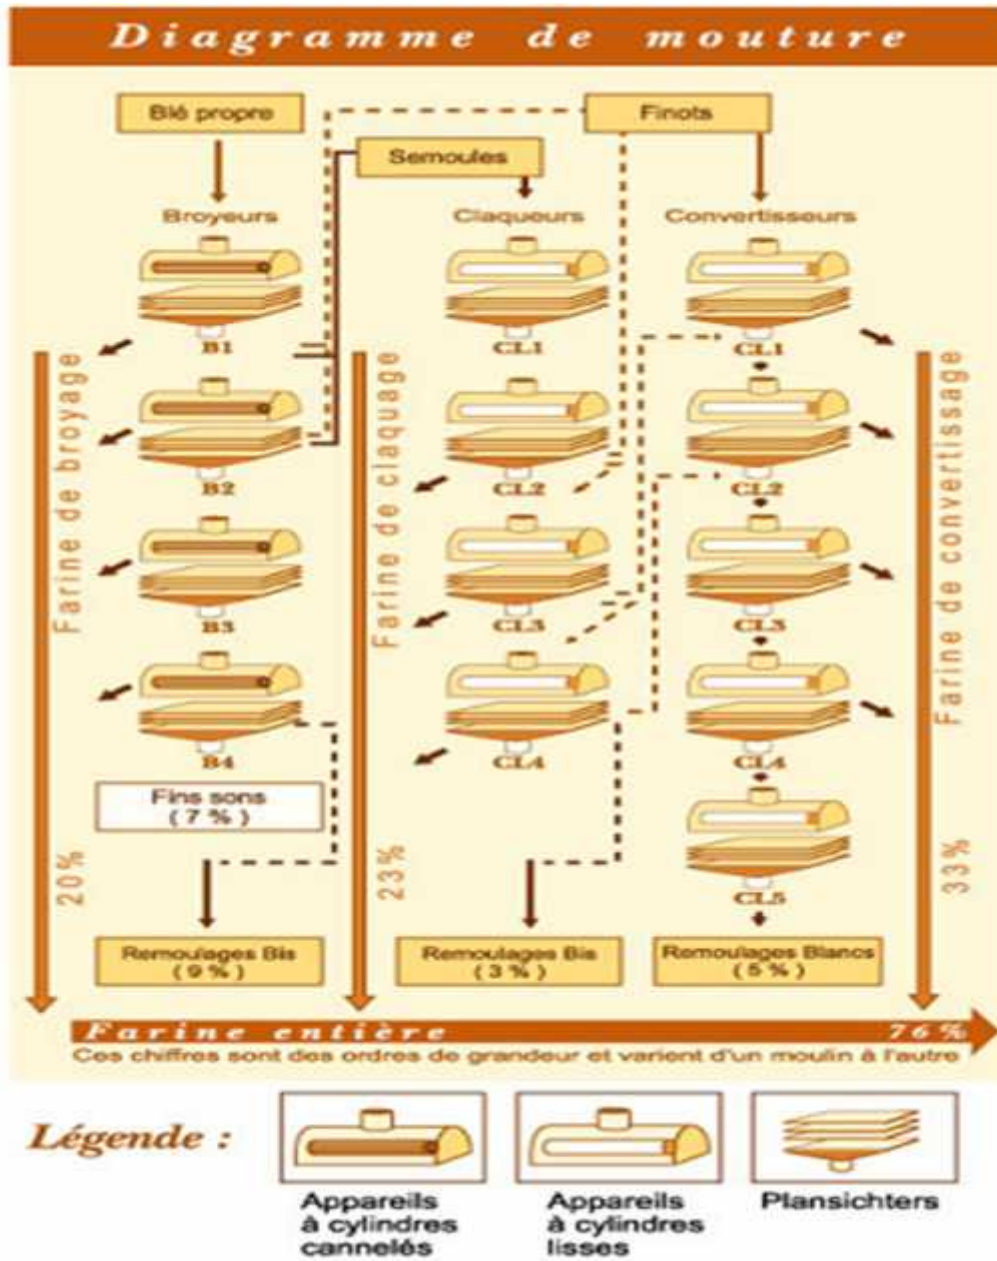 Diagramme de mouture
Blé propre
Finots
Semoules
Broyeurs
Claqueurs
Convertisseurs
B1
CL1
CL1
B2
CL2
CL2
B3
CL3
CL3
B4
CL4
CL4
CL5
Farine de broyage
20%
Farine de claquage
23%
Farine de convertissage
33%
Fins sons
(7 %)
Remoulages Bis
(9 %)
Remoulages Bis
(3 %)
Remoulages Blancs
(5 %)
Farine entière 76%
Ces chiffres sont des ordres de grandeur et varient d'un moulin à l'autre
Légende :
Appareils
à cylindres
cannelés
Appareils
à cylindres
lisses
Plansichters